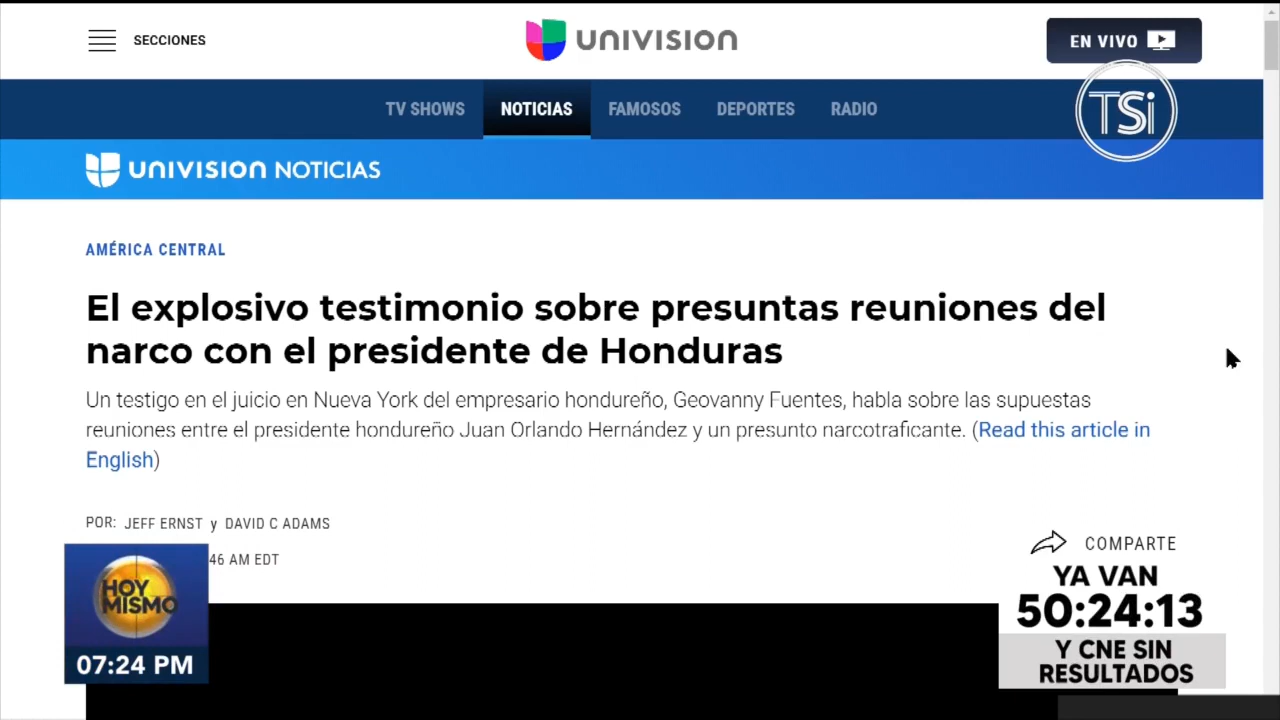 SECCIONES
UNIVISION
EN VIVO
TV SHOWS
NOTICIAS
FAMOSOS
DEPORTES
RADIO
TSi
UNIVISION NOTICIAS
AMÉRICA CENTRAL
El explosivo testimonio sobre presuntas reuniones del
narco con el presidente de Honduras
Un testigo en el juicio en Nueva York del empresario hondureño, Geovanny Fuentes, habla sobre las supuestas
reuniones entre el presidente hondureño Juan Orlando Hernández y un presunto narcotraficante. (Read this article in
English)
POR: JEFF ERNST y DAVID C ADAMS
46 AM EDT
COMPARTE
HOY
MISMO
07:24 PM
YA VAN
50:24:13
Y CNE SIN
RESULTADOS